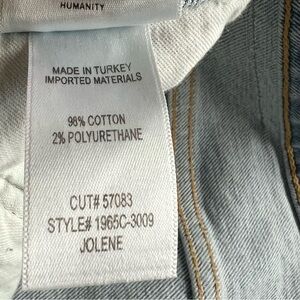 HUMANITY
MADE IN TURKEY
IMPORTED MATERIALS
98% COTTON
2% POLYURETHANE
CUT# 57083
STYLE# 1965C-3009
JOLENE